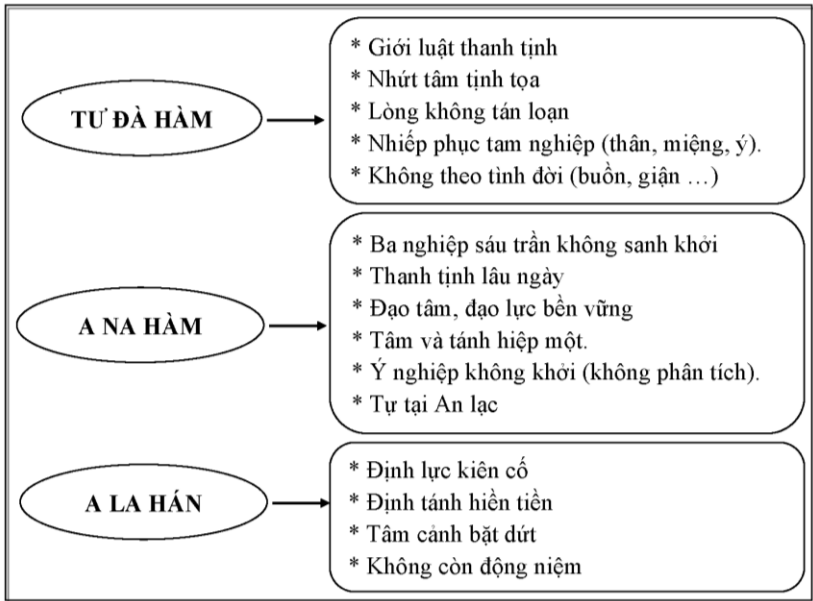 TƯ ĐÀ HÀM
* Giới luật thanh tịnh
* Nhứt tâm tịnh tọa
* Lòng không tán loạn
* Nhiếp phục tam nghiệp (thân, miệng, ý).
* Không theo tình đời (buồn, giận …)
A NA HÀM
* Ba nghiệp sáu trần không sanh khởi
* Thanh tịnh lâu ngày
* Đạo tâm, đạo lực bền vững
* Tâm và tánh hiệp một.
* Ý nghiệp không khởi (không phân tích).
* Tự tại An lạc
A LA HÁN
* Định lực kiên cố
* Định tánh hiền tiền
* Tâm cảnh bặt dứt
* Không còn động niệm